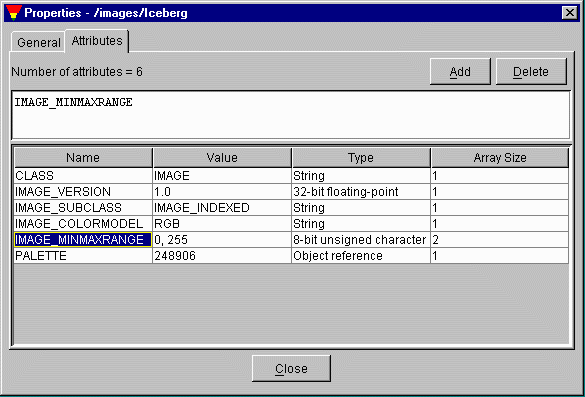 Properties - /images/Iceberg
General Attributes
Number of attributes = 6 Add Delete
IMAGE_MINMAXRANGE
Name Value Type Array Size
CLASS IMAGE String 1
IMAGE_VERSION 1.0 32-bit floating-point 1
IMAGE_SUBCLASS IMAGE_INDEXED String 1
IMAGE_COLORMODEL RGB String 1
IMAGE_MINMAXRANGE 0, 255 8-bit unsigned character 2
PALETTE 248906 Object reference 1
Close